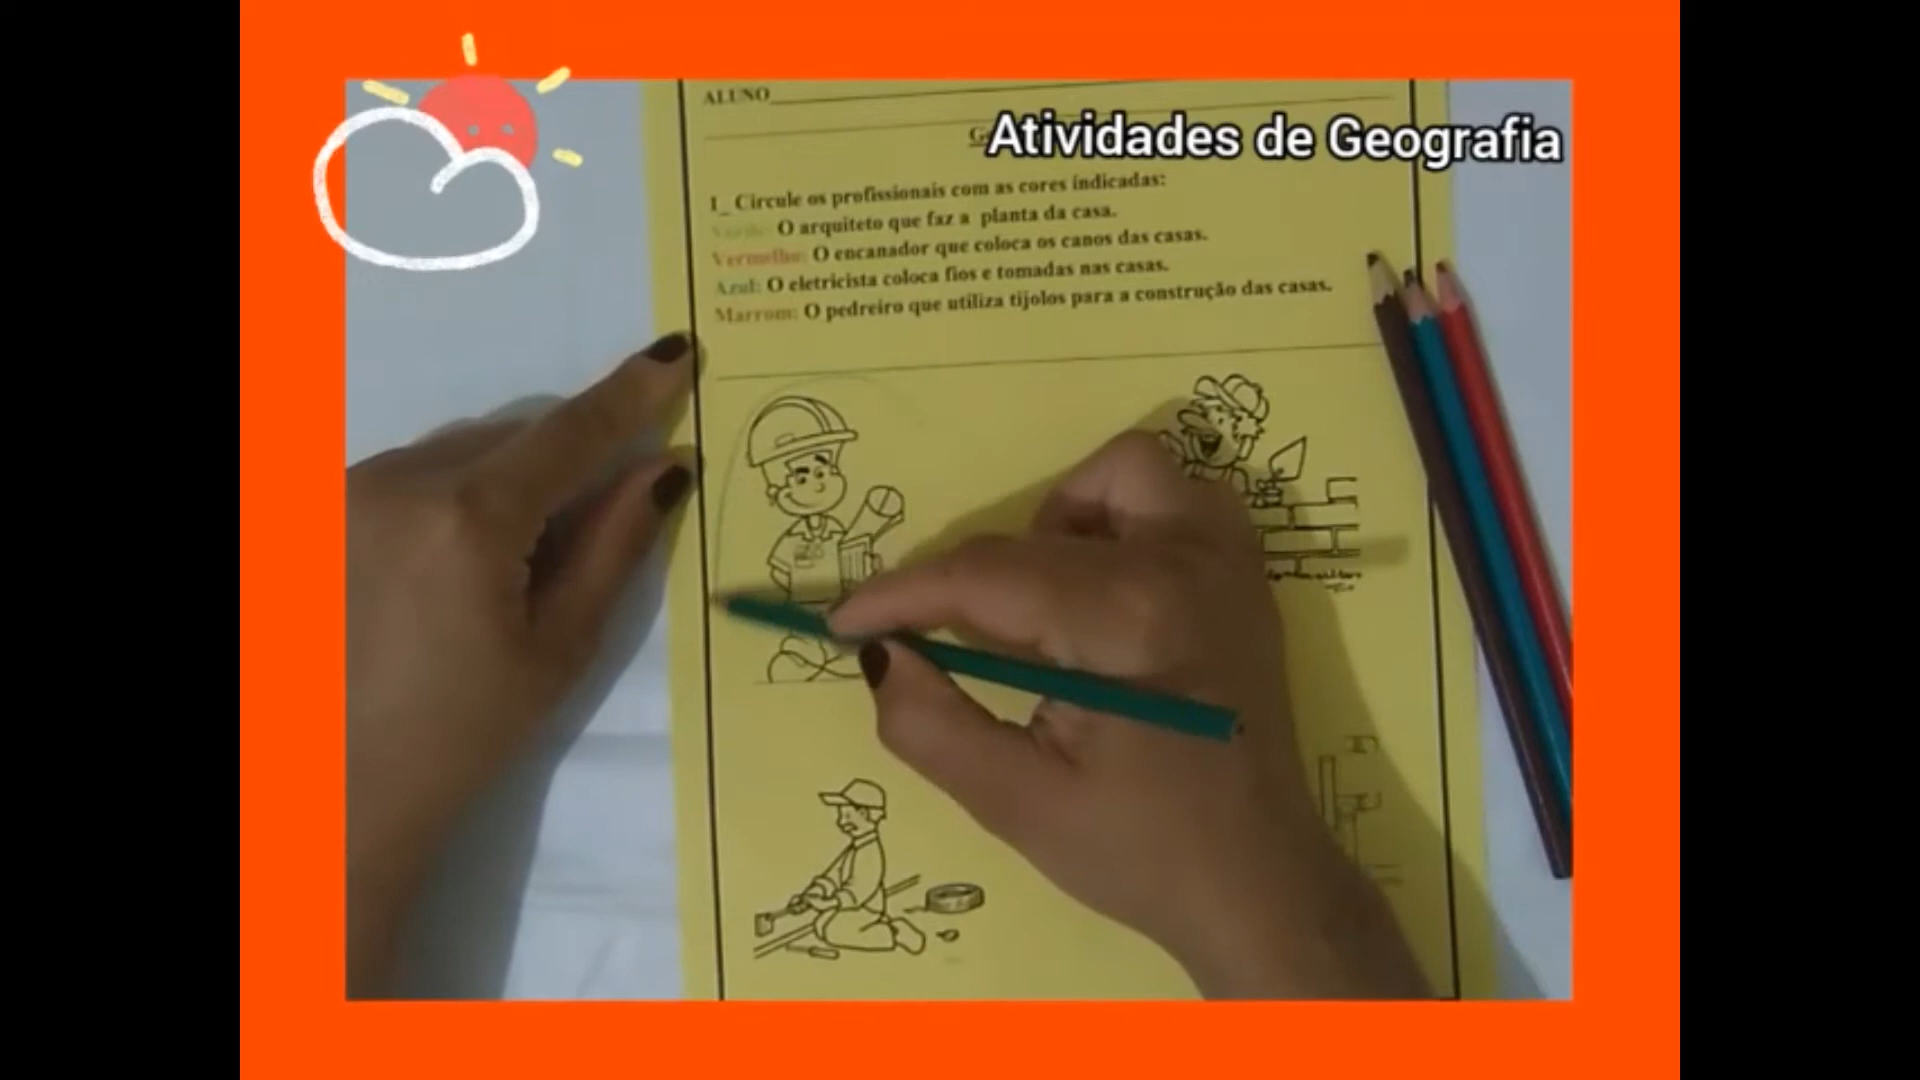 ALUNO
Atividades de Geografia
1_ Circule os profissionais com as cores indicadas:
Verde: O arquiteto que faz a planta da casa.
Vermelho: O encanador que coloca os canos das casas.
Azul: O eletricista coloca fios e tomadas nas casas.
Marrom: O pedreiro que utiliza tijolos para a construção das casas.